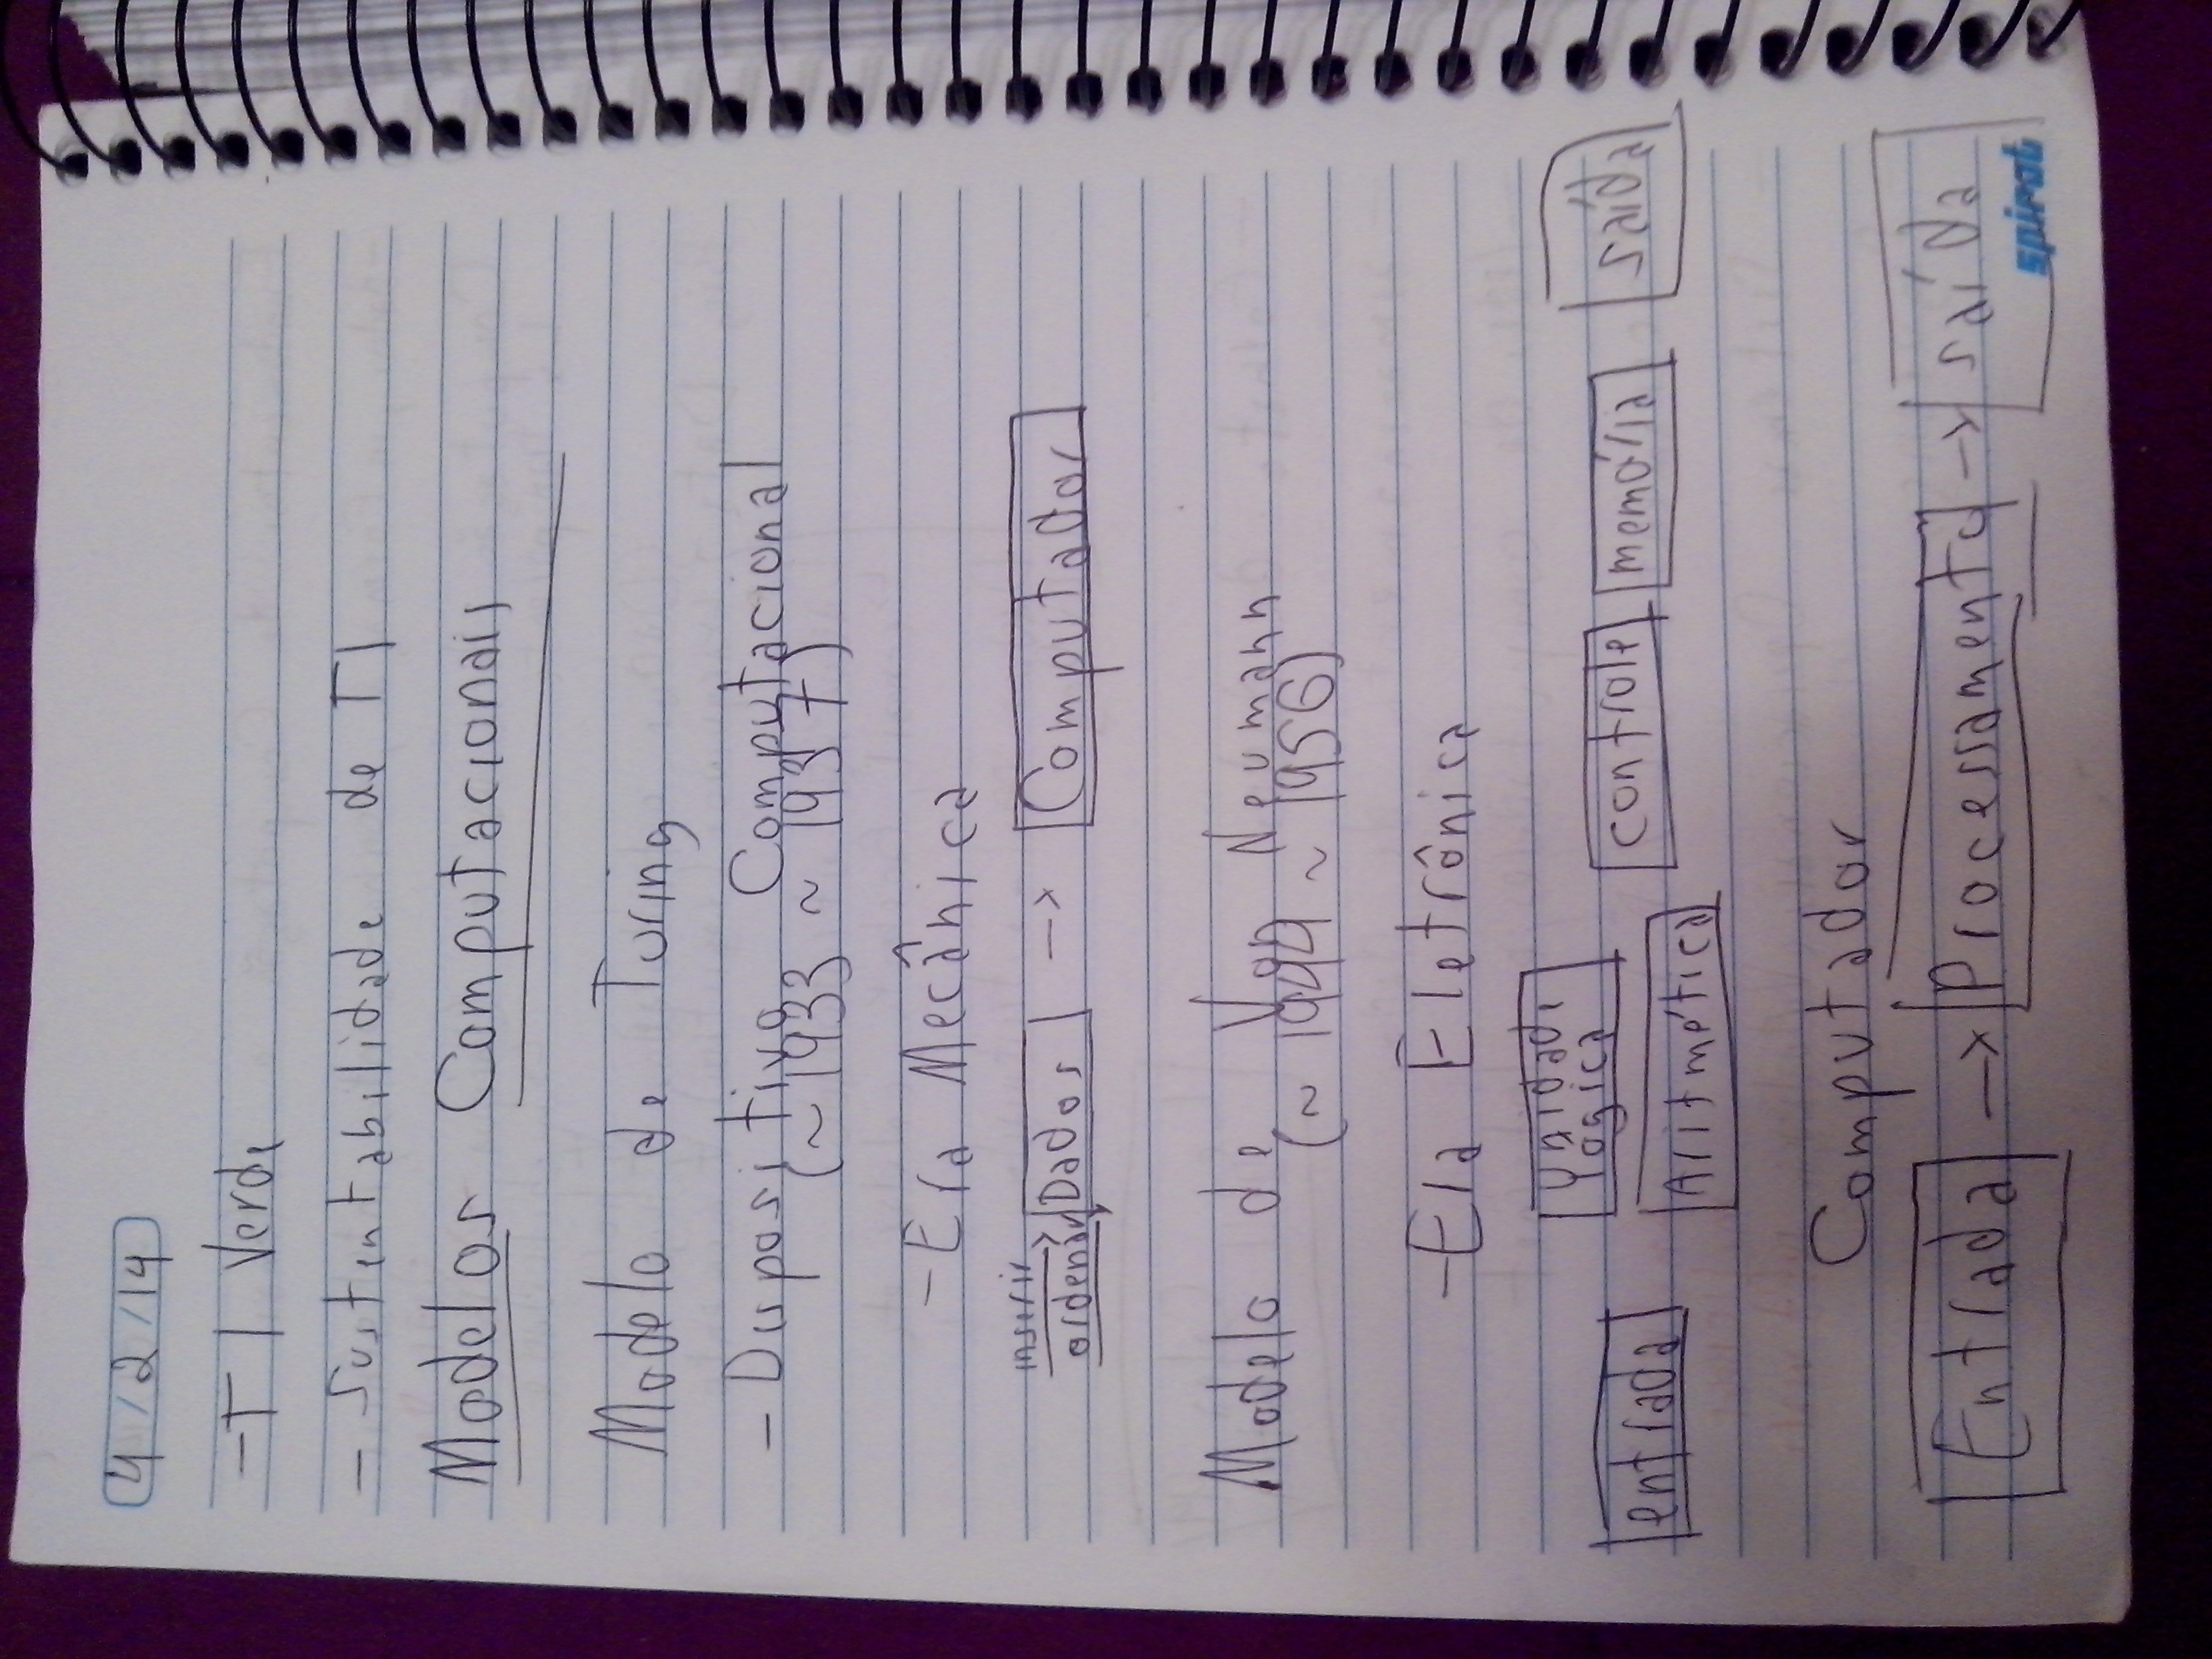 4/2/14
- TI Verde
- Sustentabilidade de TI
Modelos Computacionais
Modelo de Turing
- Dispositivo Computacional
(~1933 ~ 1937)
- Era Mecânica
inserir
ordenar Dados -> Computador
Modelo de Von Neumann
(~ 1944 ~ 1956)
- Era Eletrônica
Unidade
lógica
entrada controle memória saída
Aritmética
Computador
Entrada -> Processamento -> saída
spiral